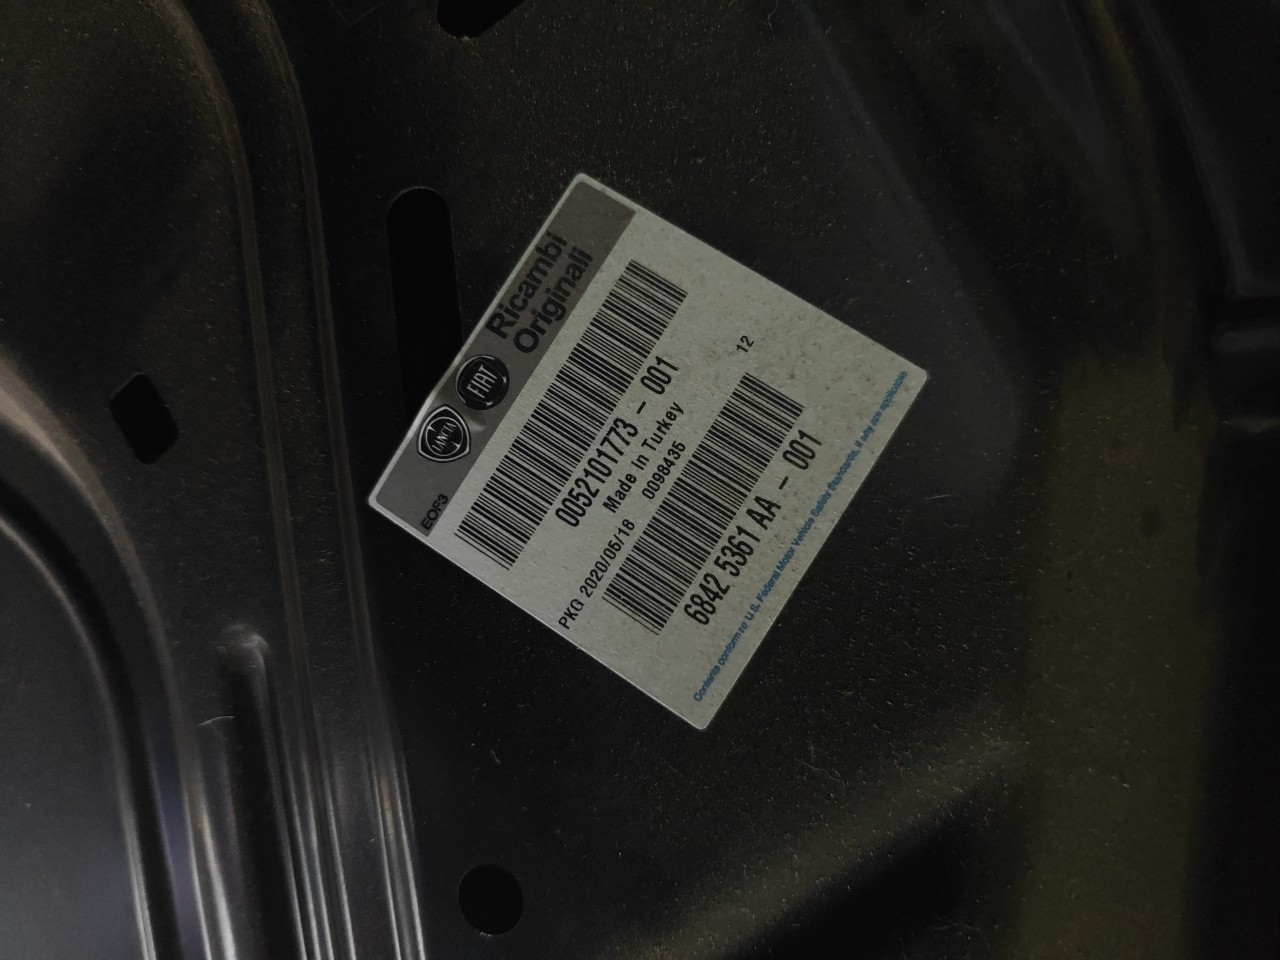 LANCIA
FIAT
Ricambi
Originali
EOF3
0052101773 - 001
Made in Turkey
PKG 2020/05/18 0098435 12
6842 5361 AA - 001
Contents conform to U.S. Federal Motor Vehicle Safety Standards, if any are applicable